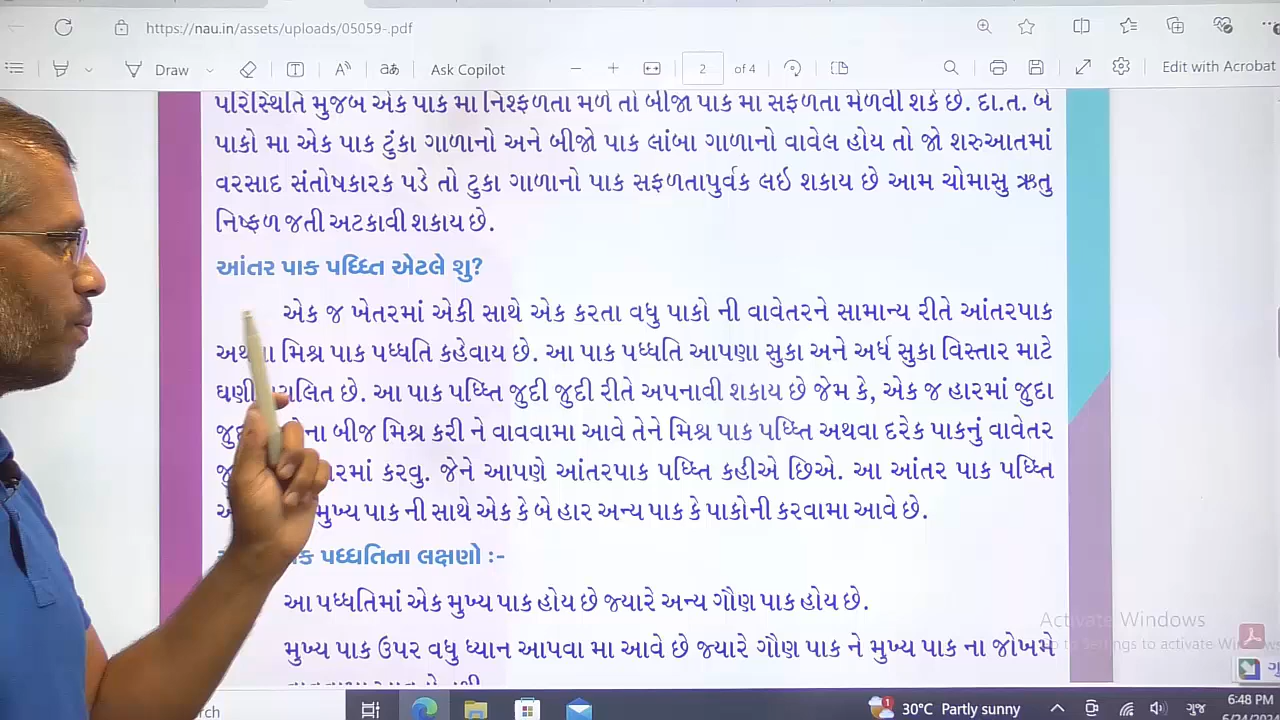 https://nau.in/assets/uploads/05059-.pdf
Draw
Ask Copilot
2 of 4
Edit with Acrobat
પરિસ્થિતિ મુજબ એક પાક મા નિશ્ફળતા મળે તો બીજા પાક મા સફળતા મેળવી શકે છે. દા.ત. બે
પાકો મા એક પાક ટુંકા ગાળાનો અને બીજો પાક લાંબા ગાળાનો વાવેલ હોય તો જો શરુઆતમાં
વરસાદ સંતોષકારક પડે તો ટુકા ગાળાનો પાક સફળતાપુર્વક લઇ શકાય છે આમ ચોમાસુ ઋતુ
નિષ્ફળ જતી અટકાવી શકાય છે.
આંતર પાક પધ્ધ્તિ એટલે શુ?
એક જ ખેતરમાં એકી સાથે એક કરતા વધુ પાકો ની વાવેતરને સામાન્ય રીતે આંતરપાક
મિશ્ર પાક પધ્ધતિ કહેવાય છે. આ પાક પધ્ધતિ આપણા સુકા અને અર્ધ સુકા વિસ્તાર માટે
ઘણી છે. આ પાક પધ્ધ્તિ જુદી જુદી રીતે અપનાવી શકાય છે જેમ કે, એક જ હારમાં જુદા
બીજ મિશ્ર કરી ને વાવવામા આવે તેને મિશ્ર પાક પધ્ધ્તિ અથવા દરેક પાકનું વાવેતર
કરવુ. જેને આપણે આંતરપાક પધ્ધ્તિ કહીએ છિએ. આ આંતર પાક પધ્ધ્તિ
મુખ્ય પાક ની સાથે એક કે બે હાર અન્ય પાક કે પાકોની કરવામા આવે છે.
પધ્ધતિના લક્ષણો :-
આ પધ્ધતિમાં એક મુખ્ય પાક હોય છે જ્યારે અન્ય ગૌણ પાક હોય છે.
મુખ્ય પાક ઉપર વધુ ધ્યાન આપવા મા આવે છે જ્યારે ગૌણ પાક ને મુખ્ય પાક ના જોખમે
Activate Windows
to Settings to activate
30°C Partly sunny
ગુજ
6:48 PM